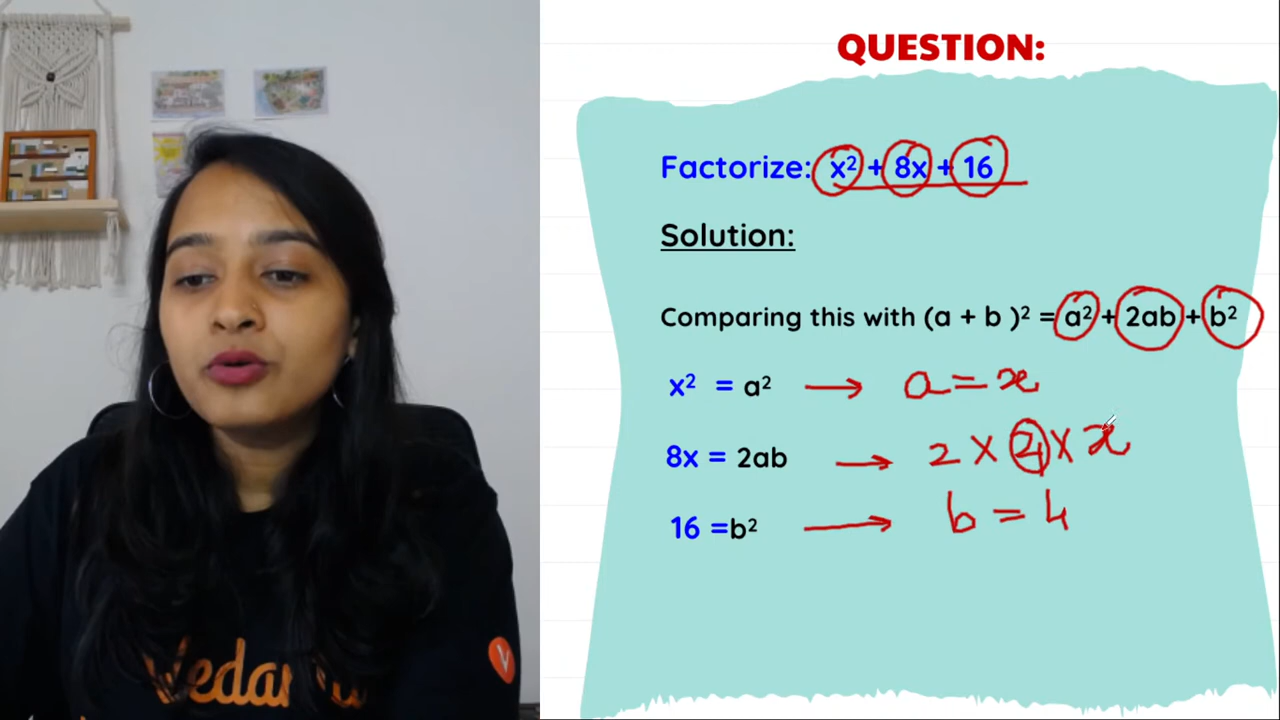 QUESTION:
Factorize: x² + 8x + 16
Solution:
Comparing this with (a + b )² = a² + 2ab + b²
x² = a² → a = x
8x = 2ab → 2 × 4 × x
16 =b² → b = 4
V